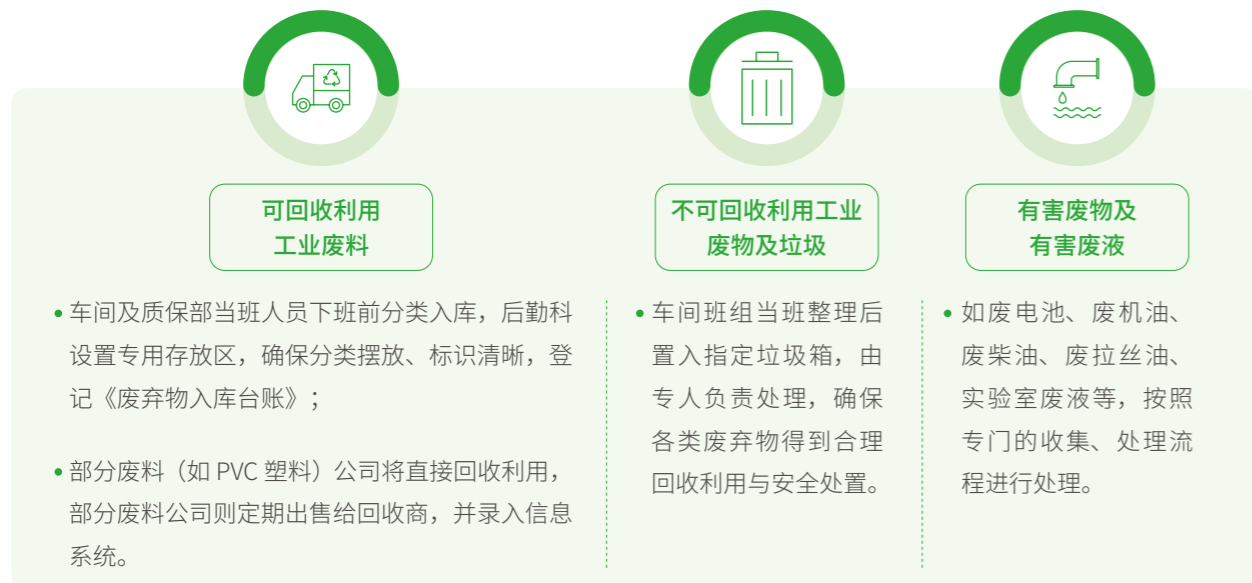 可回收利用
工业废料
车间及质保部当班人员下班前分类入库，后勤科
设置专用存放区，确保分类摆放、标识清晰，登
记《废弃物入库台账》；
部分废料（如 PVC 塑料）公司将直接回收利用，
部分废料公司则定期出售给回收商，并录入信息
系统。
不可回收利用工业
废物及垃圾
车间班组当班整理后
置入指定垃圾箱，由
专人负责处理，确保
各类废弃物得到合理
回收利用与安全处置。
有害废物及
有害废液
如废电池、废机油、
废柴油、废拉丝油、
实验室废液等，按照
专门的收集、处理流
程进行处理。